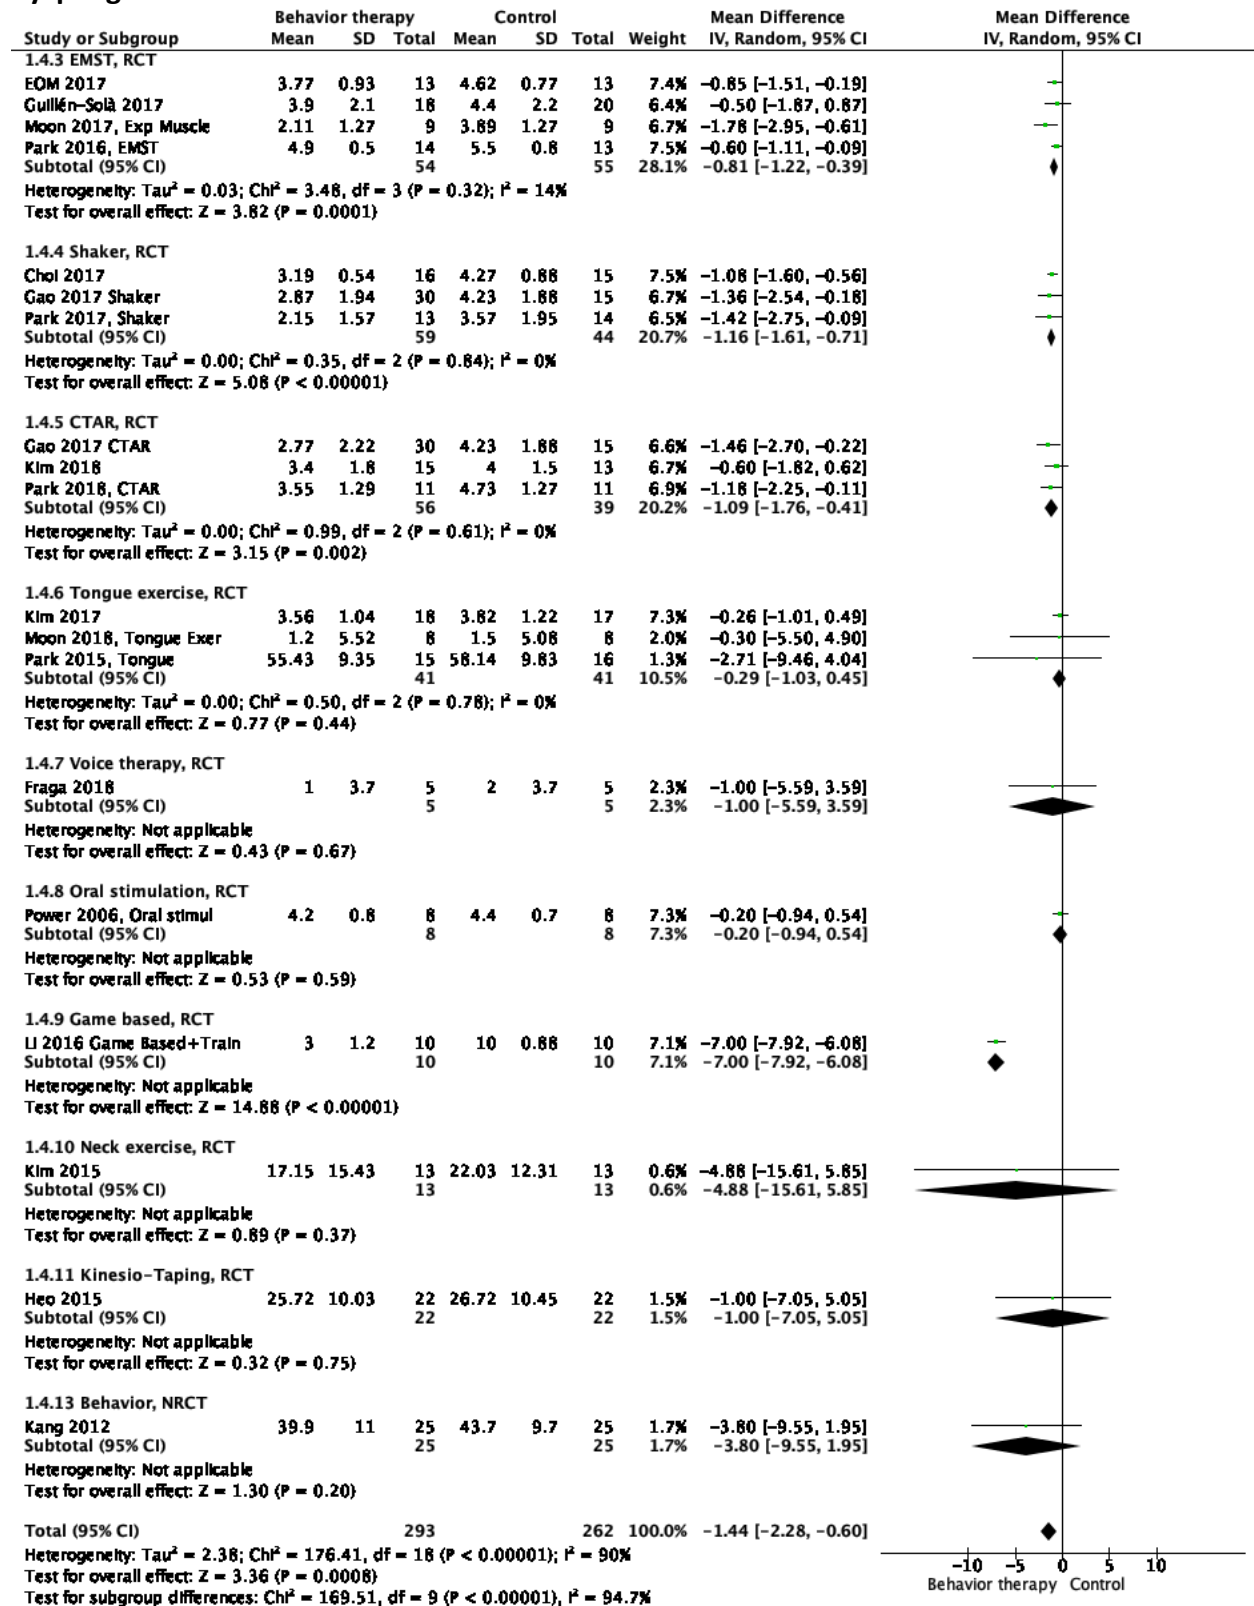 Behavior therapy Control Mean Difference Mean Difference
Study or Subgroup Mean SD Total Mean SD Total Weight IV, Random, 95% CI IV, Random, 95% CI
1.4.3 EMST, RCT
EOM 2017 3.77 0.93 13 4.62 0.77 13 7.4% −0.85 [−1.51, −0.19]
Guillén−Solà 2017 3.9 2.1 18 4.4 2.2 20 6.4% −0.50 [−1.87, 0.87]
Moon 2017, Exp Muscle 2.11 1.27 9 3.89 1.27 9 6.7% −1.78 [−2.95, −0.61]
Park 2016, EMST 4.9 0.5 14 5.5 0.8 13 7.5% −0.60 [−1.11, −0.09]
Subtotal (95% CI) 54 55 28.1% −0.81 [−1.22, −0.39]
Heterogeneity: Tau² = 0.03; Chi² = 3.48, df = 3 (P = 0.32); I² = 14%
Test for overall effect: Z = 3.82 (P = 0.0001)
1.4.4 Shaker, RCT
Choi 2017 3.19 0.54 16 4.27 0.88 15 7.5% −1.08 [−1.60, −0.56]
Gao 2017 Shaker 2.87 1.94 30 4.23 1.88 15 6.7% −1.36 [−2.54, −0.18]
Park 2017, Shaker 2.15 1.57 13 3.57 1.95 14 6.5% −1.42 [−2.75, −0.09]
Subtotal (95% CI) 59 44 20.7% −1.16 [−1.61, −0.71]
Heterogeneity: Tau² = 0.00; Chi² = 0.35, df = 2 (P = 0.84); I² = 0%
Test for overall effect: Z = 5.08 (P < 0.00001)
1.4.5 CTAR, RCT
Gao 2017 CTAR 2.77 2.22 30 4.23 1.88 15 6.6% −1.46 [−2.70, −0.22]
Kim 2018 3.4 1.8 15 4 1.5 13 6.7% −0.60 [−1.82, 0.62]
Park 2018, CTAR 3.55 1.29 11 4.73 1.27 11 6.9% −1.18 [−2.25, −0.11]
Subtotal (95% CI) 56 39 20.2% −1.09 [−1.76, −0.41]
Heterogeneity: Tau² = 0.00; Chi² = 0.99, df = 2 (P = 0.61); I² = 0%
Test for overall effect: Z = 3.15 (P = 0.002)
1.4.6 Tongue exercise, RCT
Kim 2017 3.56 1.04 18 3.82 1.22 17 7.3% −0.26 [−1.01, 0.49]
Moon 2018, Tongue Exer 1.2 5.52 8 1.5 5.08 8 2.0% −0.30 [−5.50, 4.90]
Park 2015, Tongue 55.43 9.35 15 58.14 9.83 16 1.3% −2.71 [−9.46, 4.04]
Subtotal (95% CI) 41 41 10.5% −0.29 [−1.03, 0.45]
Heterogeneity: Tau² = 0.00; Chi² = 0.50, df = 2 (P = 0.78); I² = 0%
Test for overall effect: Z = 0.77 (P = 0.44)
1.4.7 Voice therapy, RCT
Fraga 2018 1 3.7 5 2 3.7 5 2.3% −1.00 [−5.59, 3.59]
Subtotal (95% CI) 5 5 2.3% −1.00 [−5.59, 3.59]
Heterogeneity: Not applicable
Test for overall effect: Z = 0.43 (P = 0.67)
1.4.8 Oral stimulation, RCT
Power 2006, Oral stimul 4.2 0.8 8 4.4 0.7 8 7.3% −0.20 [−0.94, 0.54]
Subtotal (95% CI) 8 8 7.3% −0.20 [−0.94, 0.54]
Heterogeneity: Not applicable
Test for overall effect: Z = 0.53 (P = 0.59)
1.4.9 Game based, RCT
Li 2016 Game Based+Train 3 1.2 10 10 0.88 10 7.1% −7.00 [−7.92, −6.08]
Subtotal (95% CI) 10 10 7.1% −7.00 [−7.92, −6.08]
Heterogeneity: Not applicable
Test for overall effect: Z = 14.88 (P < 0.00001)
1.4.10 Neck exercise, RCT
Kim 2015 17.15 15.43 13 22.03 12.31 13 0.6% −4.88 [−15.61, 5.85]
Subtotal (95% CI) 13 13 0.6% −4.88 [−15.61, 5.85]
Heterogeneity: Not applicable
Test for overall effect: Z = 0.89 (P = 0.37)
1.4.11 Kinesio−Taping, RCT
Heo 2015 25.72 10.03 22 26.72 10.45 22 1.5% −1.00 [−7.05, 5.05]
Subtotal (95% CI) 22 22 1.5% −1.00 [−7.05, 5.05]
Heterogeneity: Not applicable
Test for overall effect: Z = 0.32 (P = 0.75)
1.4.13 Behavior, NRCT
Kang 2012 39.9 11 25 43.7 9.7 25 1.7% −3.80 [−9.55, 1.95]
Subtotal (95% CI) 25 25 1.7% −3.80 [−9.55, 1.95]
Heterogeneity: Not applicable
Test for overall effect: Z = 1.30 (P = 0.20)
Total (95% CI) 293 262 100.0% −1.44 [−2.28, −0.60]
Heterogeneity: Tau² = 2.38; Chi² = 176.41, df = 18 (P < 0.00001); I² = 90%
Test for overall effect: Z = 3.36 (P = 0.0008)
Test for subgroup differences: Chi² = 169.51, df = 9 (P < 0.00001), I² = 94.7%
−10 −5 0 5 10
Behavior therapy Control